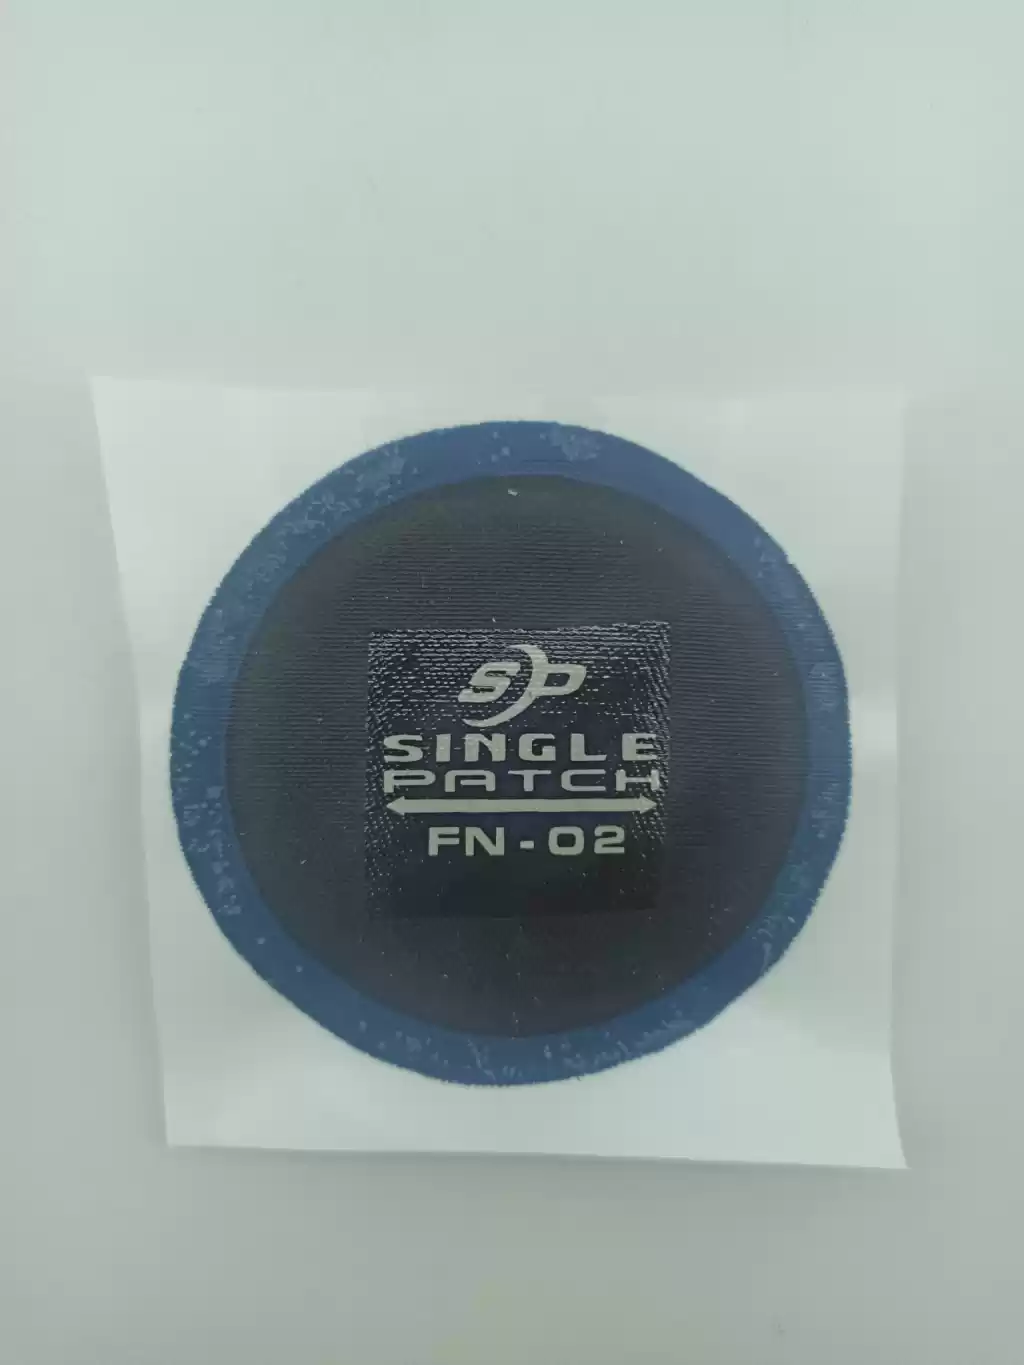 SP
SINGLE
PATCH
FN - 02